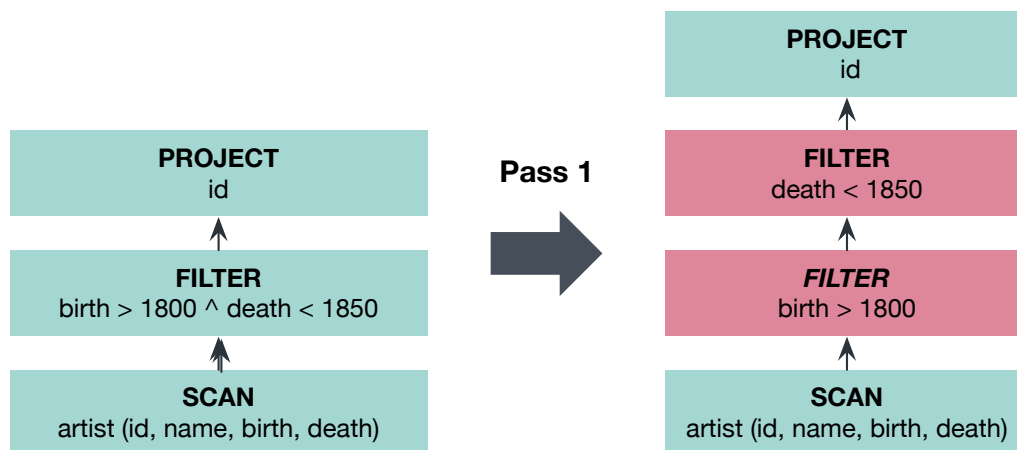 PROJECT
id
FILTER
birth > 1800 ^ death < 1850
SCAN
artist (id, name, birth, death)
Pass 1
PROJECT
id
FILTER
death < 1850
FILTER
birth > 1800
SCAN
artist (id, name, birth, death)